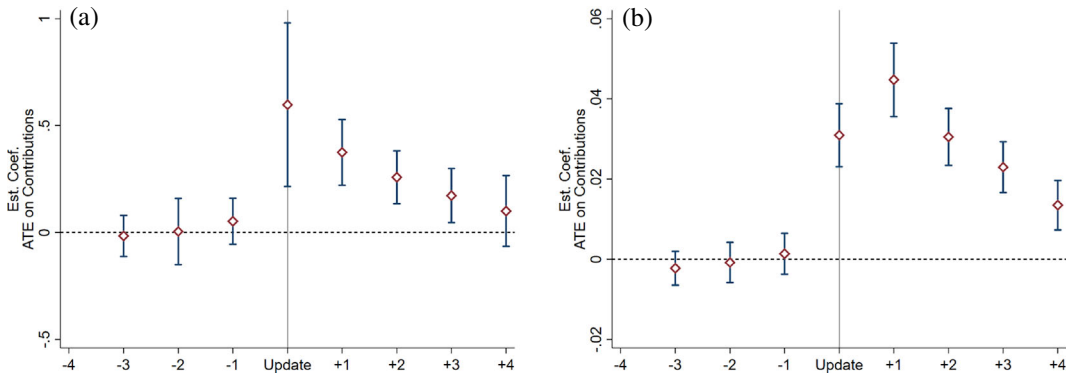 (a)
Est. Coef.
ATE on Contributions
1
.5
0
-.5
-4 -3 -2 -1 Update +1 +2 +3 +4
(b)
Est. Coef.
ATE on Contributions
.06
.04
.02
0
-.02
-4 -3 -2 -1 Update +1 +2 +3 +4